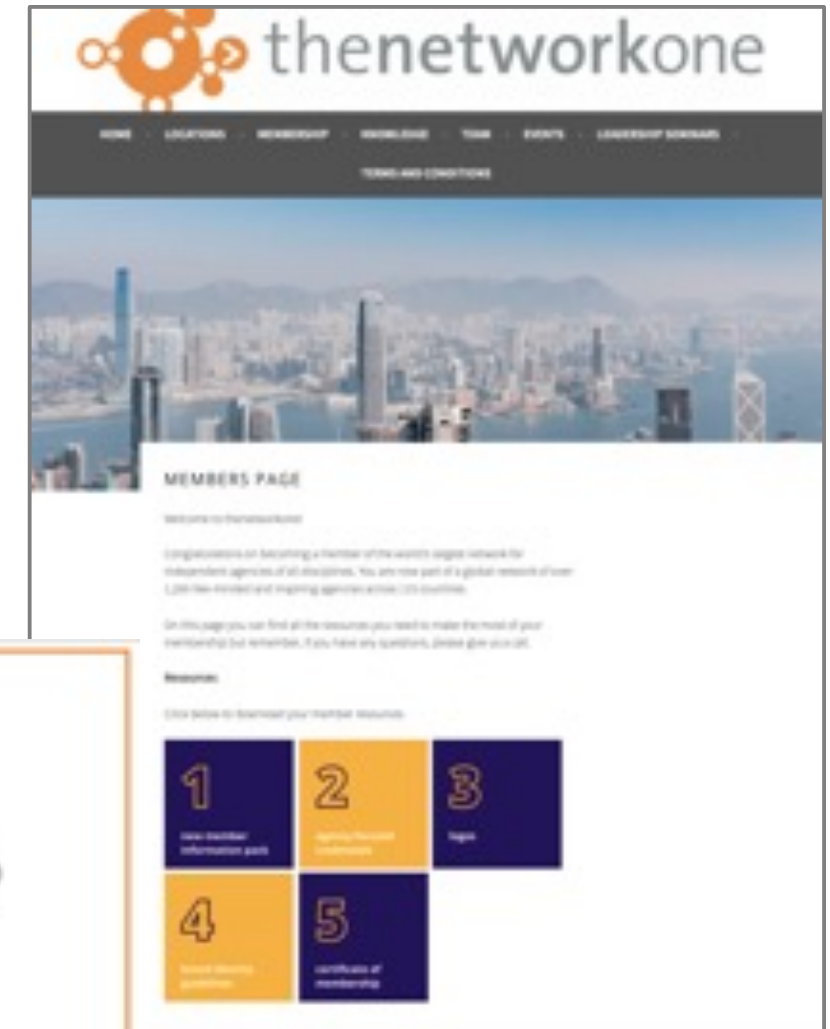 thenetworkone
HOME · LOCATIONS · MEMBERSHIP · KNOWLEDGE · TEAM · EVENTS · LEADERSHIP SEMINARS
TERMS AND CONDITIONS
MEMBERS PAGE
Welcome to thenetworkone!
Congratulations on becoming a member of the world's largest network for
independent agencies of all disciplines. You are now part of a global network of over
like-minded and inspiring agencies across countries.
On this page you can find all the resources you need to make the most of your
membership but remember, if you have any questions, please give us a call.
Resources
Click below to download your member resources
1
new member
information pack
2
3
logos
4
brand identity
guidelines
5
certificate of
membership